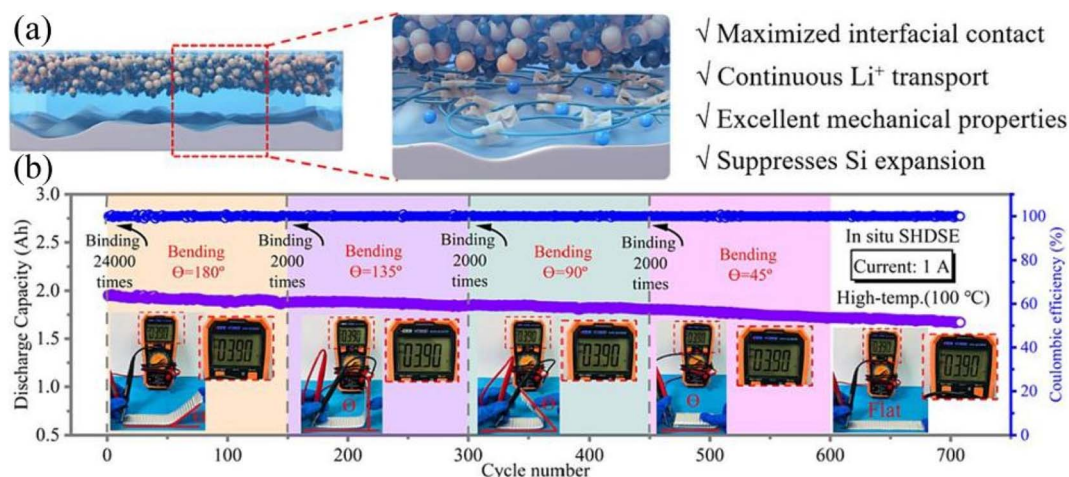 (a)
√ Maximized interfacial contact
√ Continuous Li⁺ transport
√ Excellent mechanical properties
√ Suppresses Si expansion
(b)
3.0
2.5
2.0
1.5
1.0
0.5
Discharge Capacity (Ah)
Binding
24000
times
Bending
Θ=180°
Binding
2000
times
Bending
Θ=135°
Binding
2000
times
Bending
Θ=90°
Binding
2000
times
Bending
Θ=45°
In situ SHDSE
Current: 1 A
High-temp.(100 °C)
0390
0390
0390
0390
0390
Θ
Θ
Flat
100
80
60
40
20
0
Coulombic efficiency (%)
0
100
200
300
400
500
600
700
Cycle number